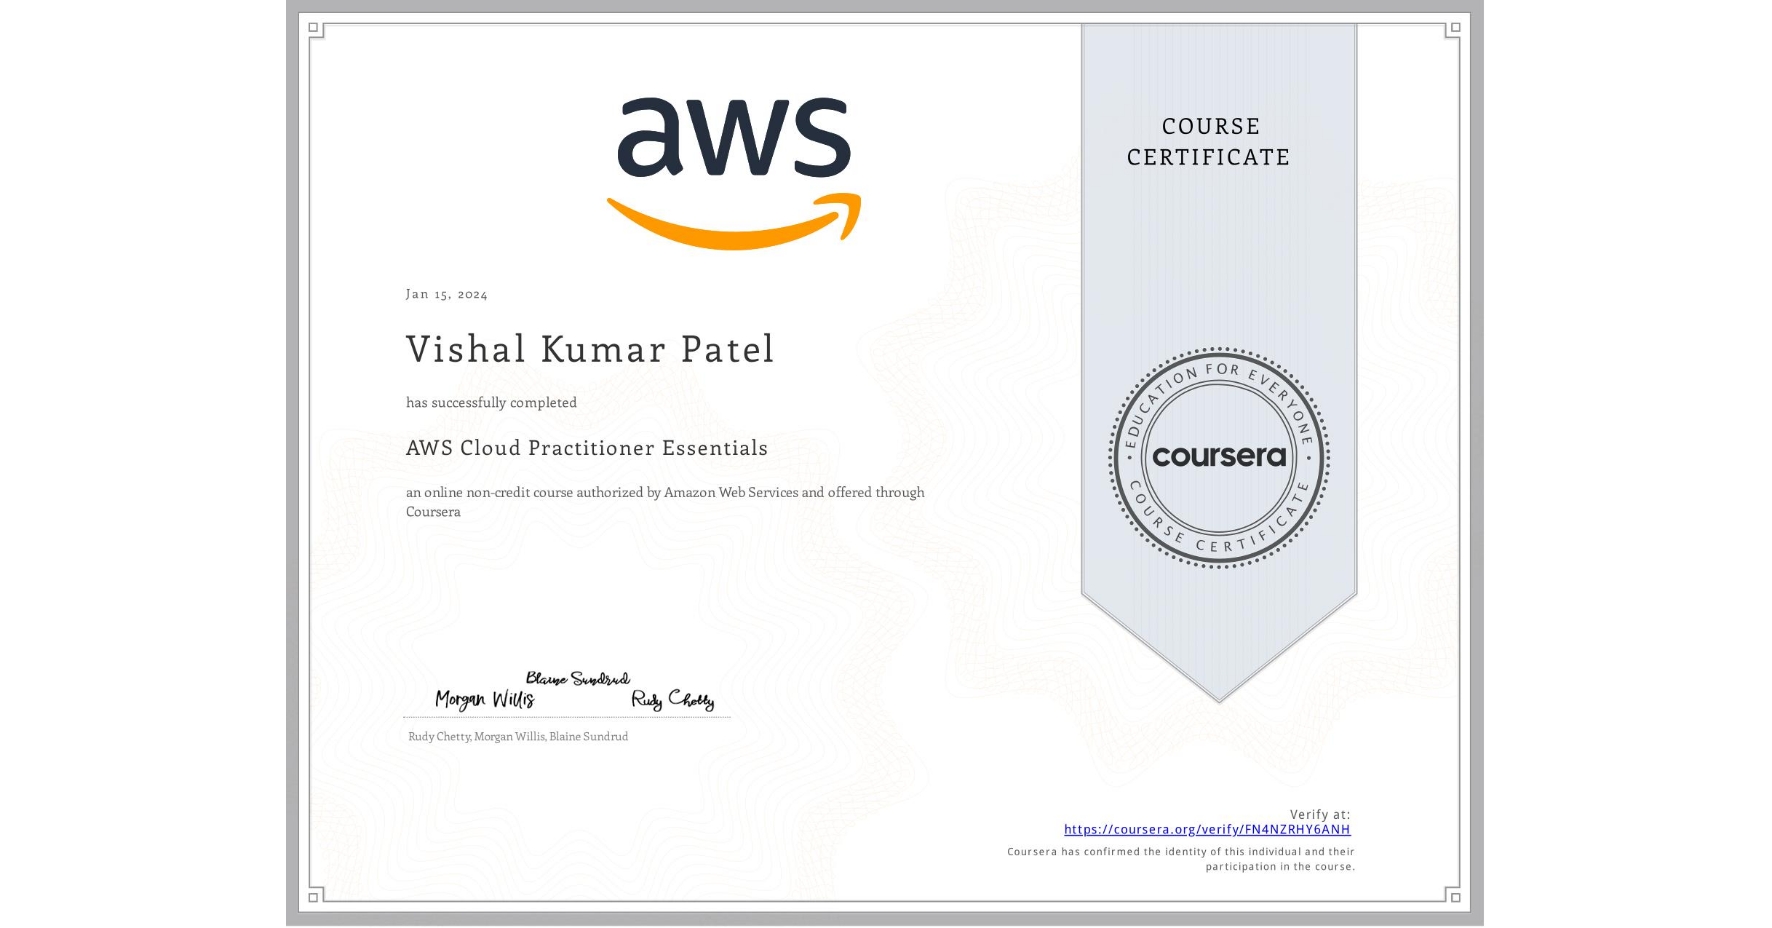 aws
COURSE
CERTIFICATE
Jan 15, 2024
Vishal Kumar Patel
has successfully completed
AWS Cloud Practitioner Essentials
an online non-credit course authorized by Amazon Web Services and offered through
Coursera
EDUCATION FOR EVERYONE
coursera
COURSE CERTIFICATE
Blaine Sundrud
Morgan Willis
Rudy Chetty
Rudy Chetty, Morgan Willis, Blaine Sundrud
Verify at:
https://coursera.org/verify/FN4NZRHY6ANH
Coursera has confirmed the identity of this individual and their
participation in the course.